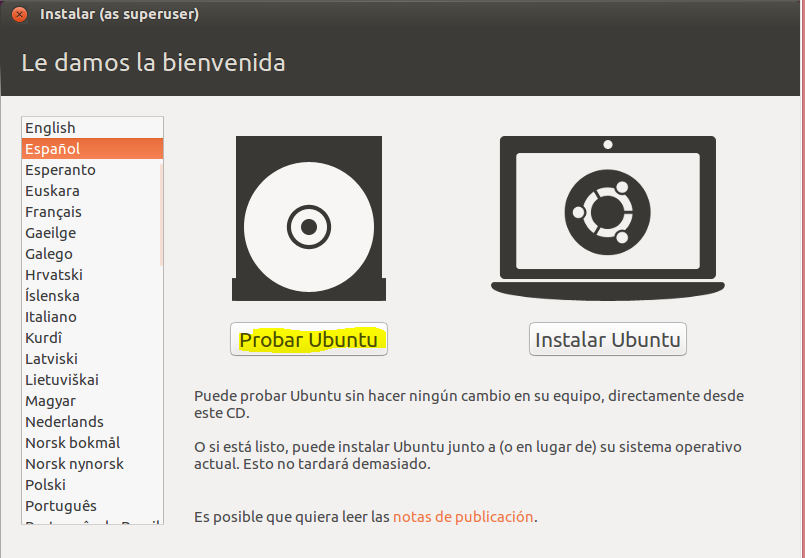 Instalar (as superuser)
Le damos la bienvenida
English
Español
Esperanto
Euskara
Français
Gaeilge
Galego
Hrvatski
Íslenska
Italiano
Kurdî
Latviski
Lietuviškai
Magyar
Nederlands
Norsk bokmål
Norsk nynorsk
Polski
Português
Probar Ubuntu
Instalar Ubuntu
Puede probar Ubuntu sin hacer ningún cambio en su equipo, directamente desde
este CD.
O si está listo, puede instalar Ubuntu junto a (o en lugar de) su sistema operativo
actual. Esto no tardará demasiado.
Es posible que quiera leer las notas de publicación.